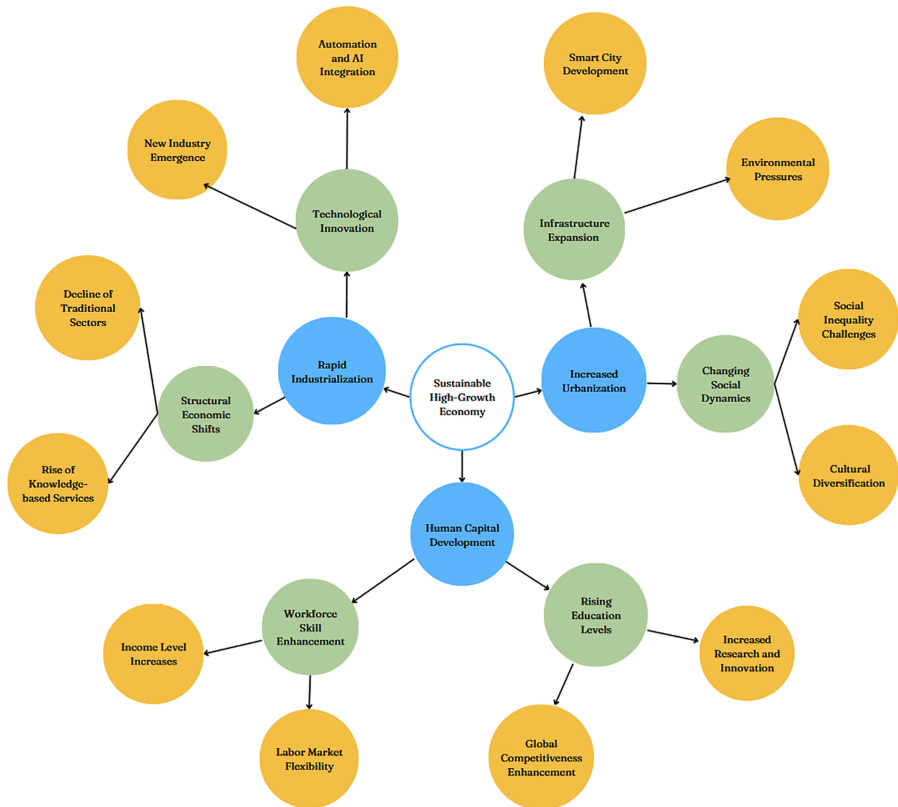 Automation
and AI
Integration
Smart City
Development
New Industry
Emergence
Environmental
Pressures
Technological
Innovation
Infrastructure
Expansion
Decline of
Traditional
Sectors
Social
Inequality
Challenges
Rapid
Industrialization
Sustainable
High-Growth
Economy
Increased
Urbanization
Changing
Social
Dynamics
Structural
Economic
Shifts
Rise of
Knowledge-
based Services
Cultural
Diversification
Human Capital
Development
Workforce
Skill
Enhancement
Rising
Education
Levels
Income Level
Increases
Increased
Research and
Innovation
Labor Market
Flexibility
Global
Competitiveness
Enhancement